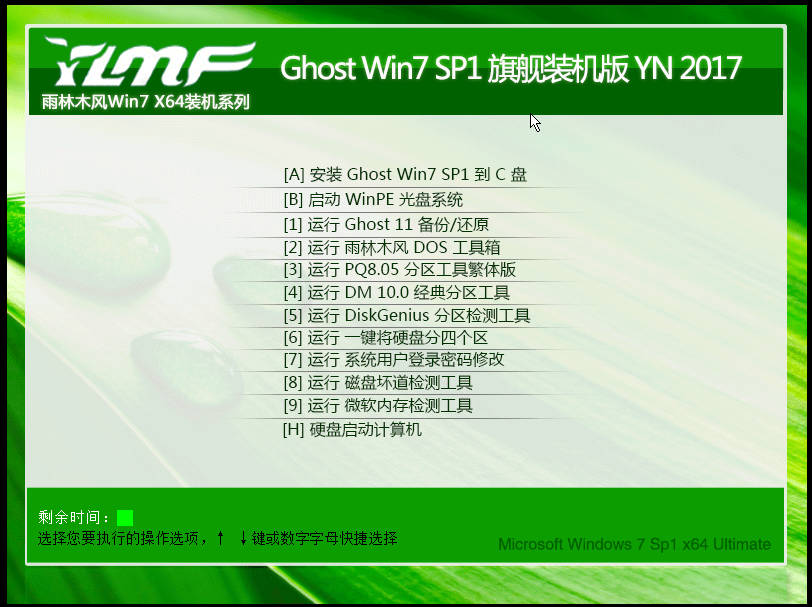 YLMF
Ghost Win7 SP1 旗舰装机版 YN 2017
雨林木风Win7 X64装机系列
[A] 安装 Ghost Win7 SP1 到 C 盘
[B] 启动 WinPE 光盘系统
[1] 运行 Ghost 11 备份/还原
[2] 运行 雨林木风 DOS 工具箱
[3] 运行 PQ8.05 分区工具繁体版
[4] 运行 DM 10.0 经典分区工具
[5] 运行 DiskGenius 分区检测工具
[6] 运行 一键将硬盘分四个区
[7] 运行 系统用户登录密码修改
[8] 运行 磁盘坏道检测工具
[9] 运行 微软内存检测工具
[H] 硬盘启动计算机
剩余时间：
选择您要执行的操作选项，↑ ↓键或数字字母快捷选择
Microsoft Windows 7 Sp1 x64 Ultimate